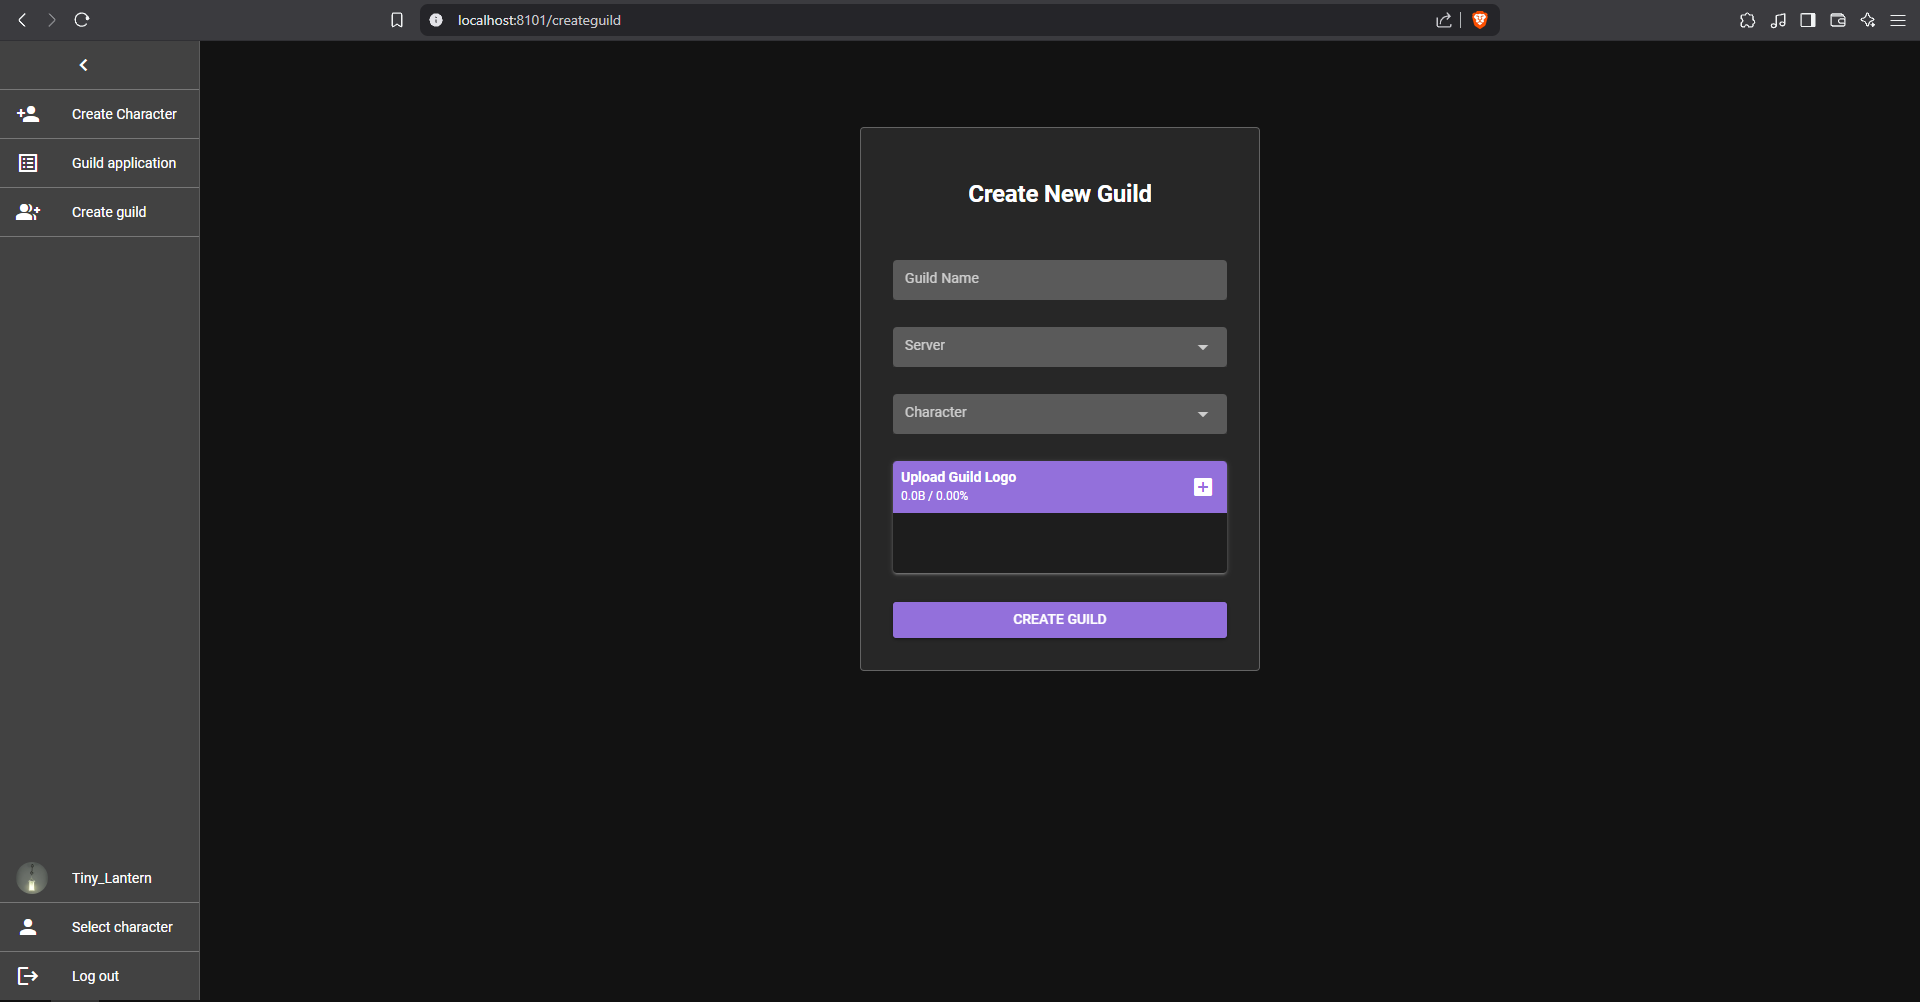 localhost:8101/createguild
Create Character
Guild application
Create guild
Create New Guild
Guild Name
Server
Character
Upload Guild Logo
0.0B / 0.00%
CREATE GUILD
Tiny_Lantern
Select character
Log out